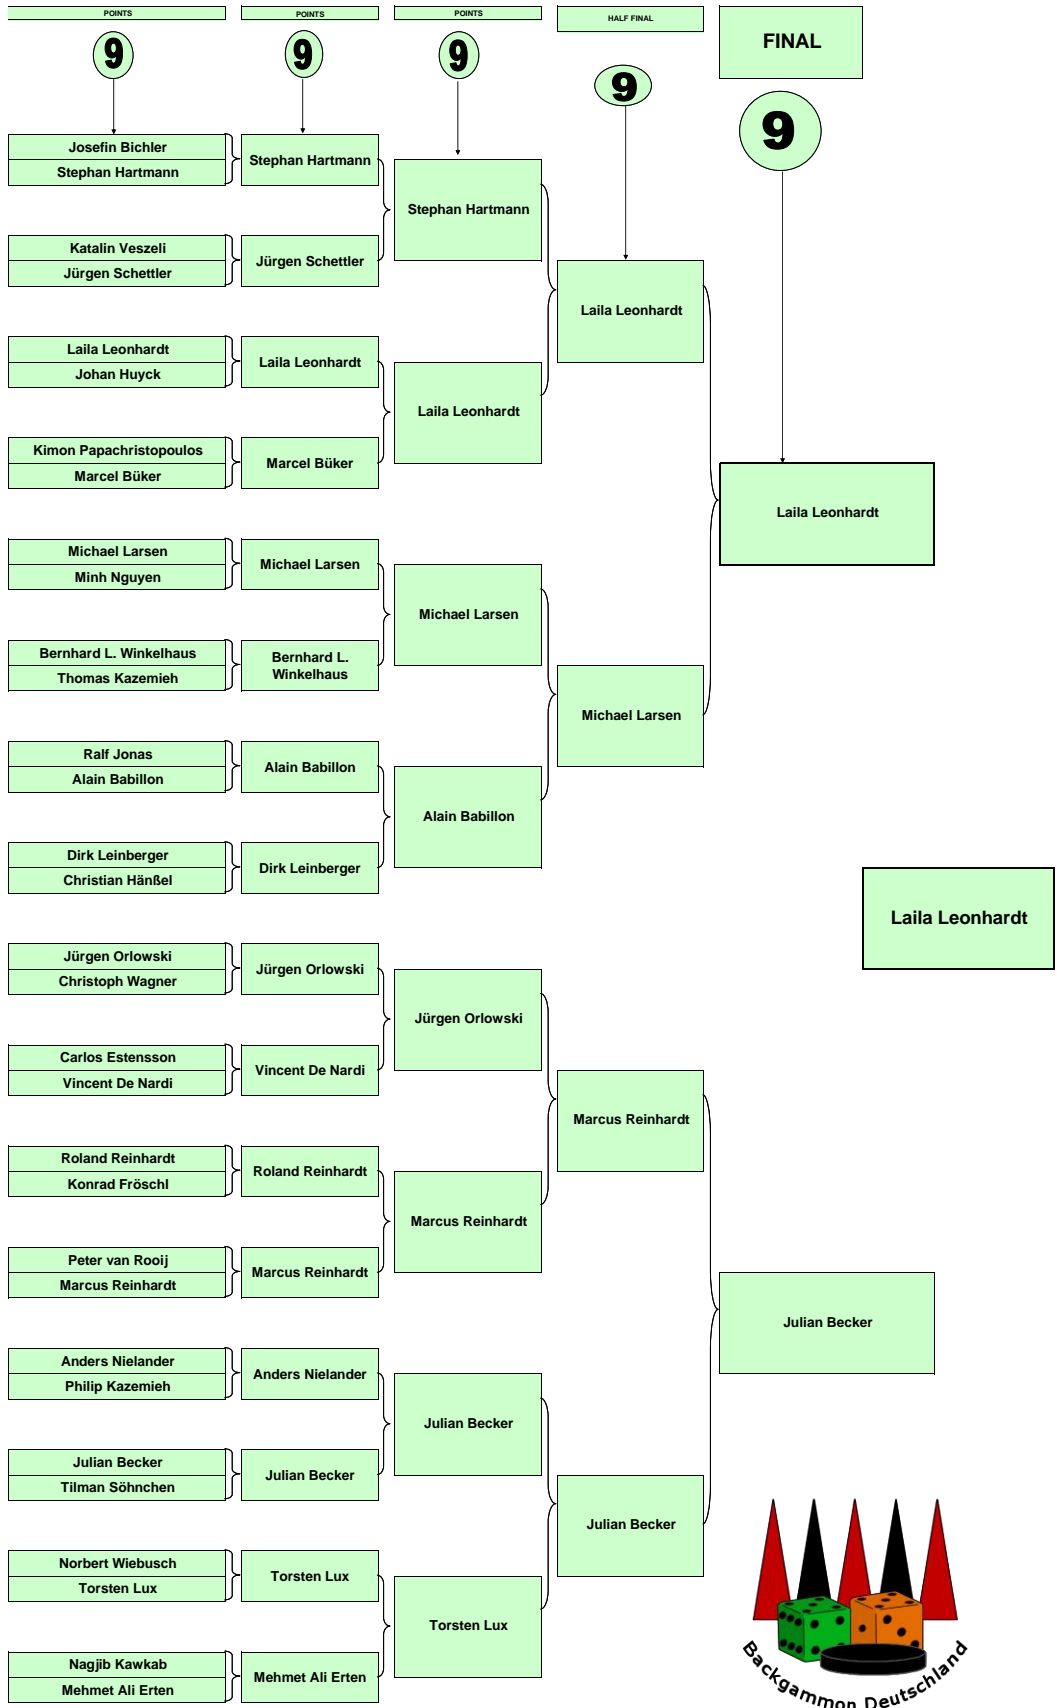 POINTS
POINTS
POINTS
HALF FINAL
FINAL
9
9
9
9
9
Josefin Bichler
Stephan Hartmann
Katalin Veszeli
Jürgen Schettler
Laila Leonhardt
Johan Huyck
Kimon Papachristopoulos
Marcel Büker
Michael Larsen
Minh Nguyen
Bernhard L. Winkelhaus
Thomas Kazemieh
Ralf Jonas
Alain Babillon
Dirk Leinberger
Christian Hänßel
Jürgen Orlowski
Christoph Wagner
Carlos Estensson
Vincent De Nardi
Roland Reinhardt
Konrad Fröschl
Peter van Rooij
Marcus Reinhardt
Anders Nielander
Philip Kazemieh
Julian Becker
Tilman Söhnchen
Norbert Wiebusch
Torsten Lux
Nagjib Kawkab
Mehmet Ali Erten
Stephan Hartmann
Jürgen Schettler
Laila Leonhardt
Marcel Büker
Michael Larsen
Bernhard L.
Winkelhaus
Alain Babillon
Dirk Leinberger
Jürgen Orlowski
Vincent De Nardi
Roland Reinhardt
Marcus Reinhardt
Anders Nielander
Julian Becker
Torsten Lux
Mehmet Ali Erten
Stephan Hartmann
Laila Leonhardt
Michael Larsen
Alain Babillon
Jürgen Orlowski
Marcus Reinhardt
Julian Becker
Torsten Lux
Laila Leonhardt
Michael Larsen
Marcus Reinhardt
Julian Becker
Laila Leonhardt
Julian Becker
Laila Leonhardt
Backgammon Deutschland